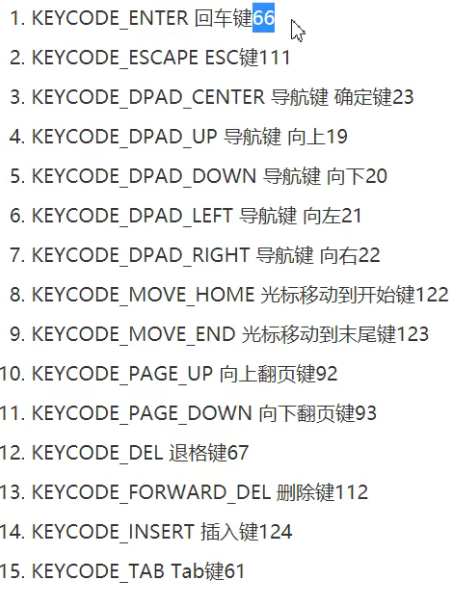 1. KEYCODE_ENTER 回车键66
2. KEYCODE_ESCAPE ESC键111
3. KEYCODE_DPAD_CENTER 导航键 确定键23
4. KEYCODE_DPAD_UP 导航键 向上19
5. KEYCODE_DPAD_DOWN 导航键 向下20
6. KEYCODE_DPAD_LEFT 导航键 向左21
7. KEYCODE_DPAD_RIGHT 导航键 向右22
8. KEYCODE_MOVE_HOME 光标移动到开始键122
9. KEYCODE_MOVE_END 光标移动到末尾键123
10. KEYCODE_PAGE_UP 向上翻页键92
11. KEYCODE_PAGE_DOWN 向下翻页键93
12. KEYCODE_DEL 退格键67
13. KEYCODE_FORWARD_DEL 删除键112
14. KEYCODE_INSERT 插入键124
15. KEYCODE_TAB Tab键61